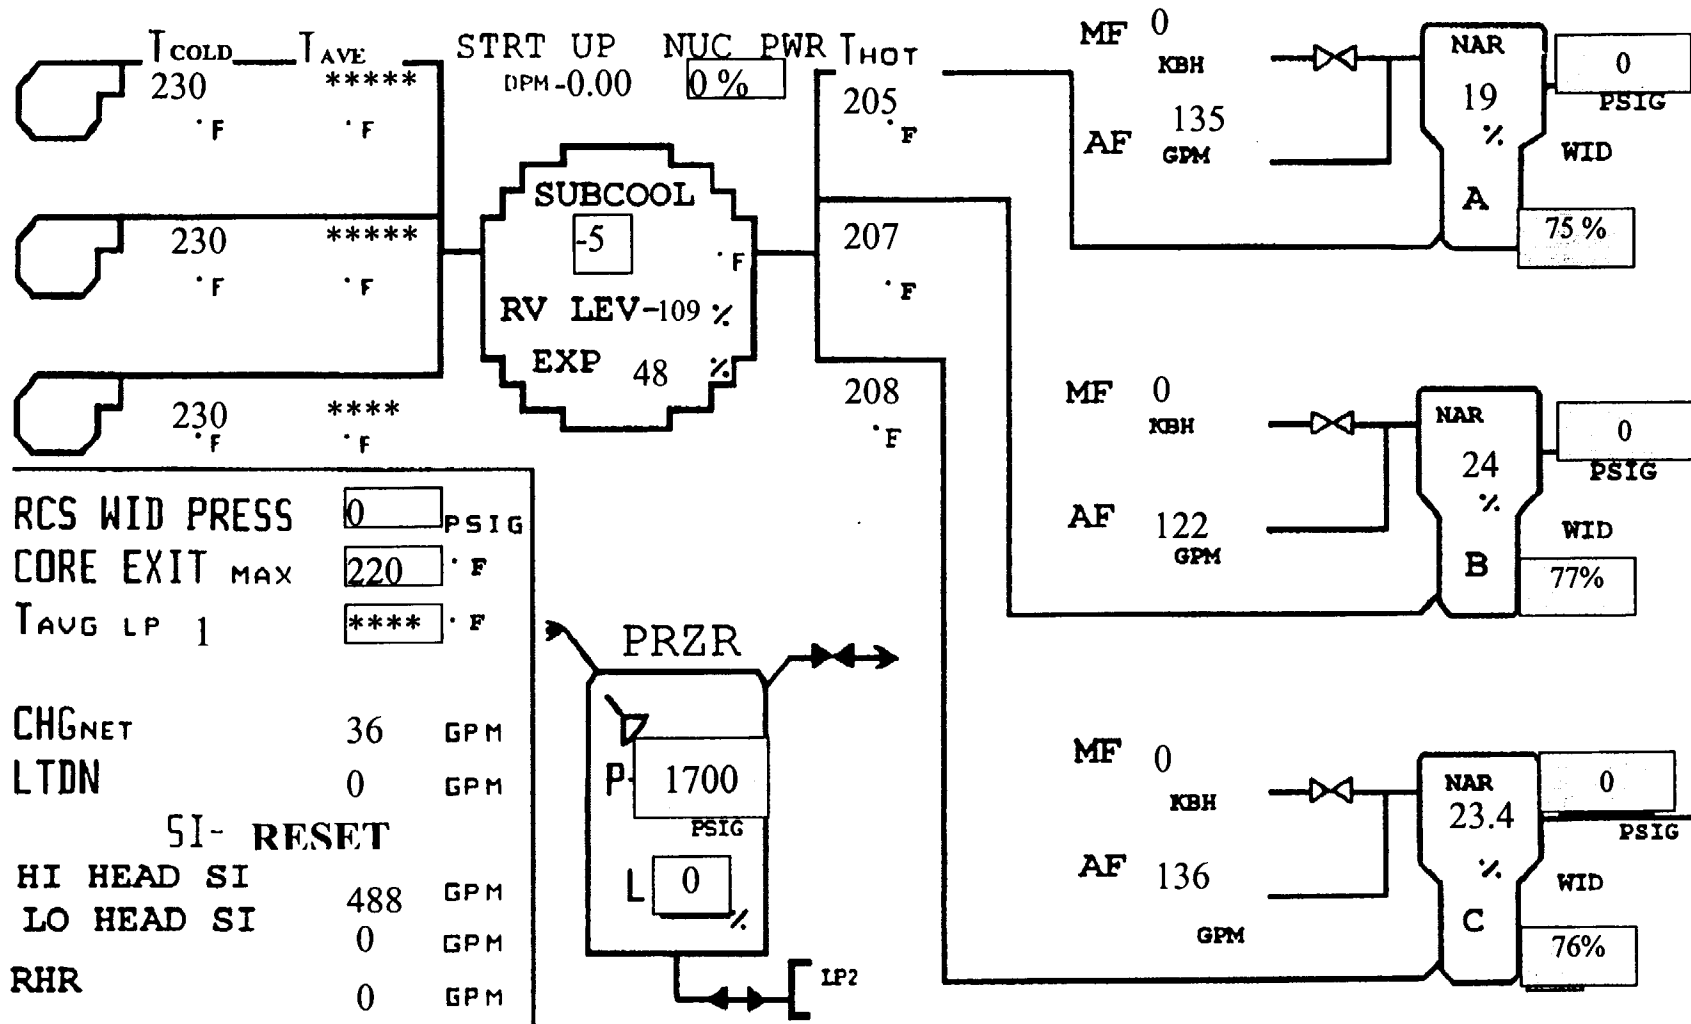 TCOLD TAVE STRT UP NUC PWR THOT
230 ***** DPM -0.00 0 % 205
°F °F °F
SUBCOOL
230 ***** -5 °F 207
°F °F °F
RV LEV-109 %
EXP 48 %
230 **** 208
°F °F °F
MF 0 KBH
AF 135 GPM
NAR 19 %
A
0 PSIG
WID
75 %
MF 0 KBH
AF 122 GPM
NAR 24 %
B
0 PSIG
WID
77%
MF 0 KBH
AF 136 GPM
NAR 23.4 %
C
0 PSIG
WID
76%
RCS WID PRESS 0 PSIG
CORE EXIT MAX 220 °F
TAVG LP 1 **** °F
CHGNET 36 GPM
LTDN 0 GPM
SI- RESET
HI HEAD SI 488 GPM
LO HEAD SI 0 GPM
RHR 0 GPM
PRZR
P 1700
PSIG
L 0 %
LP2